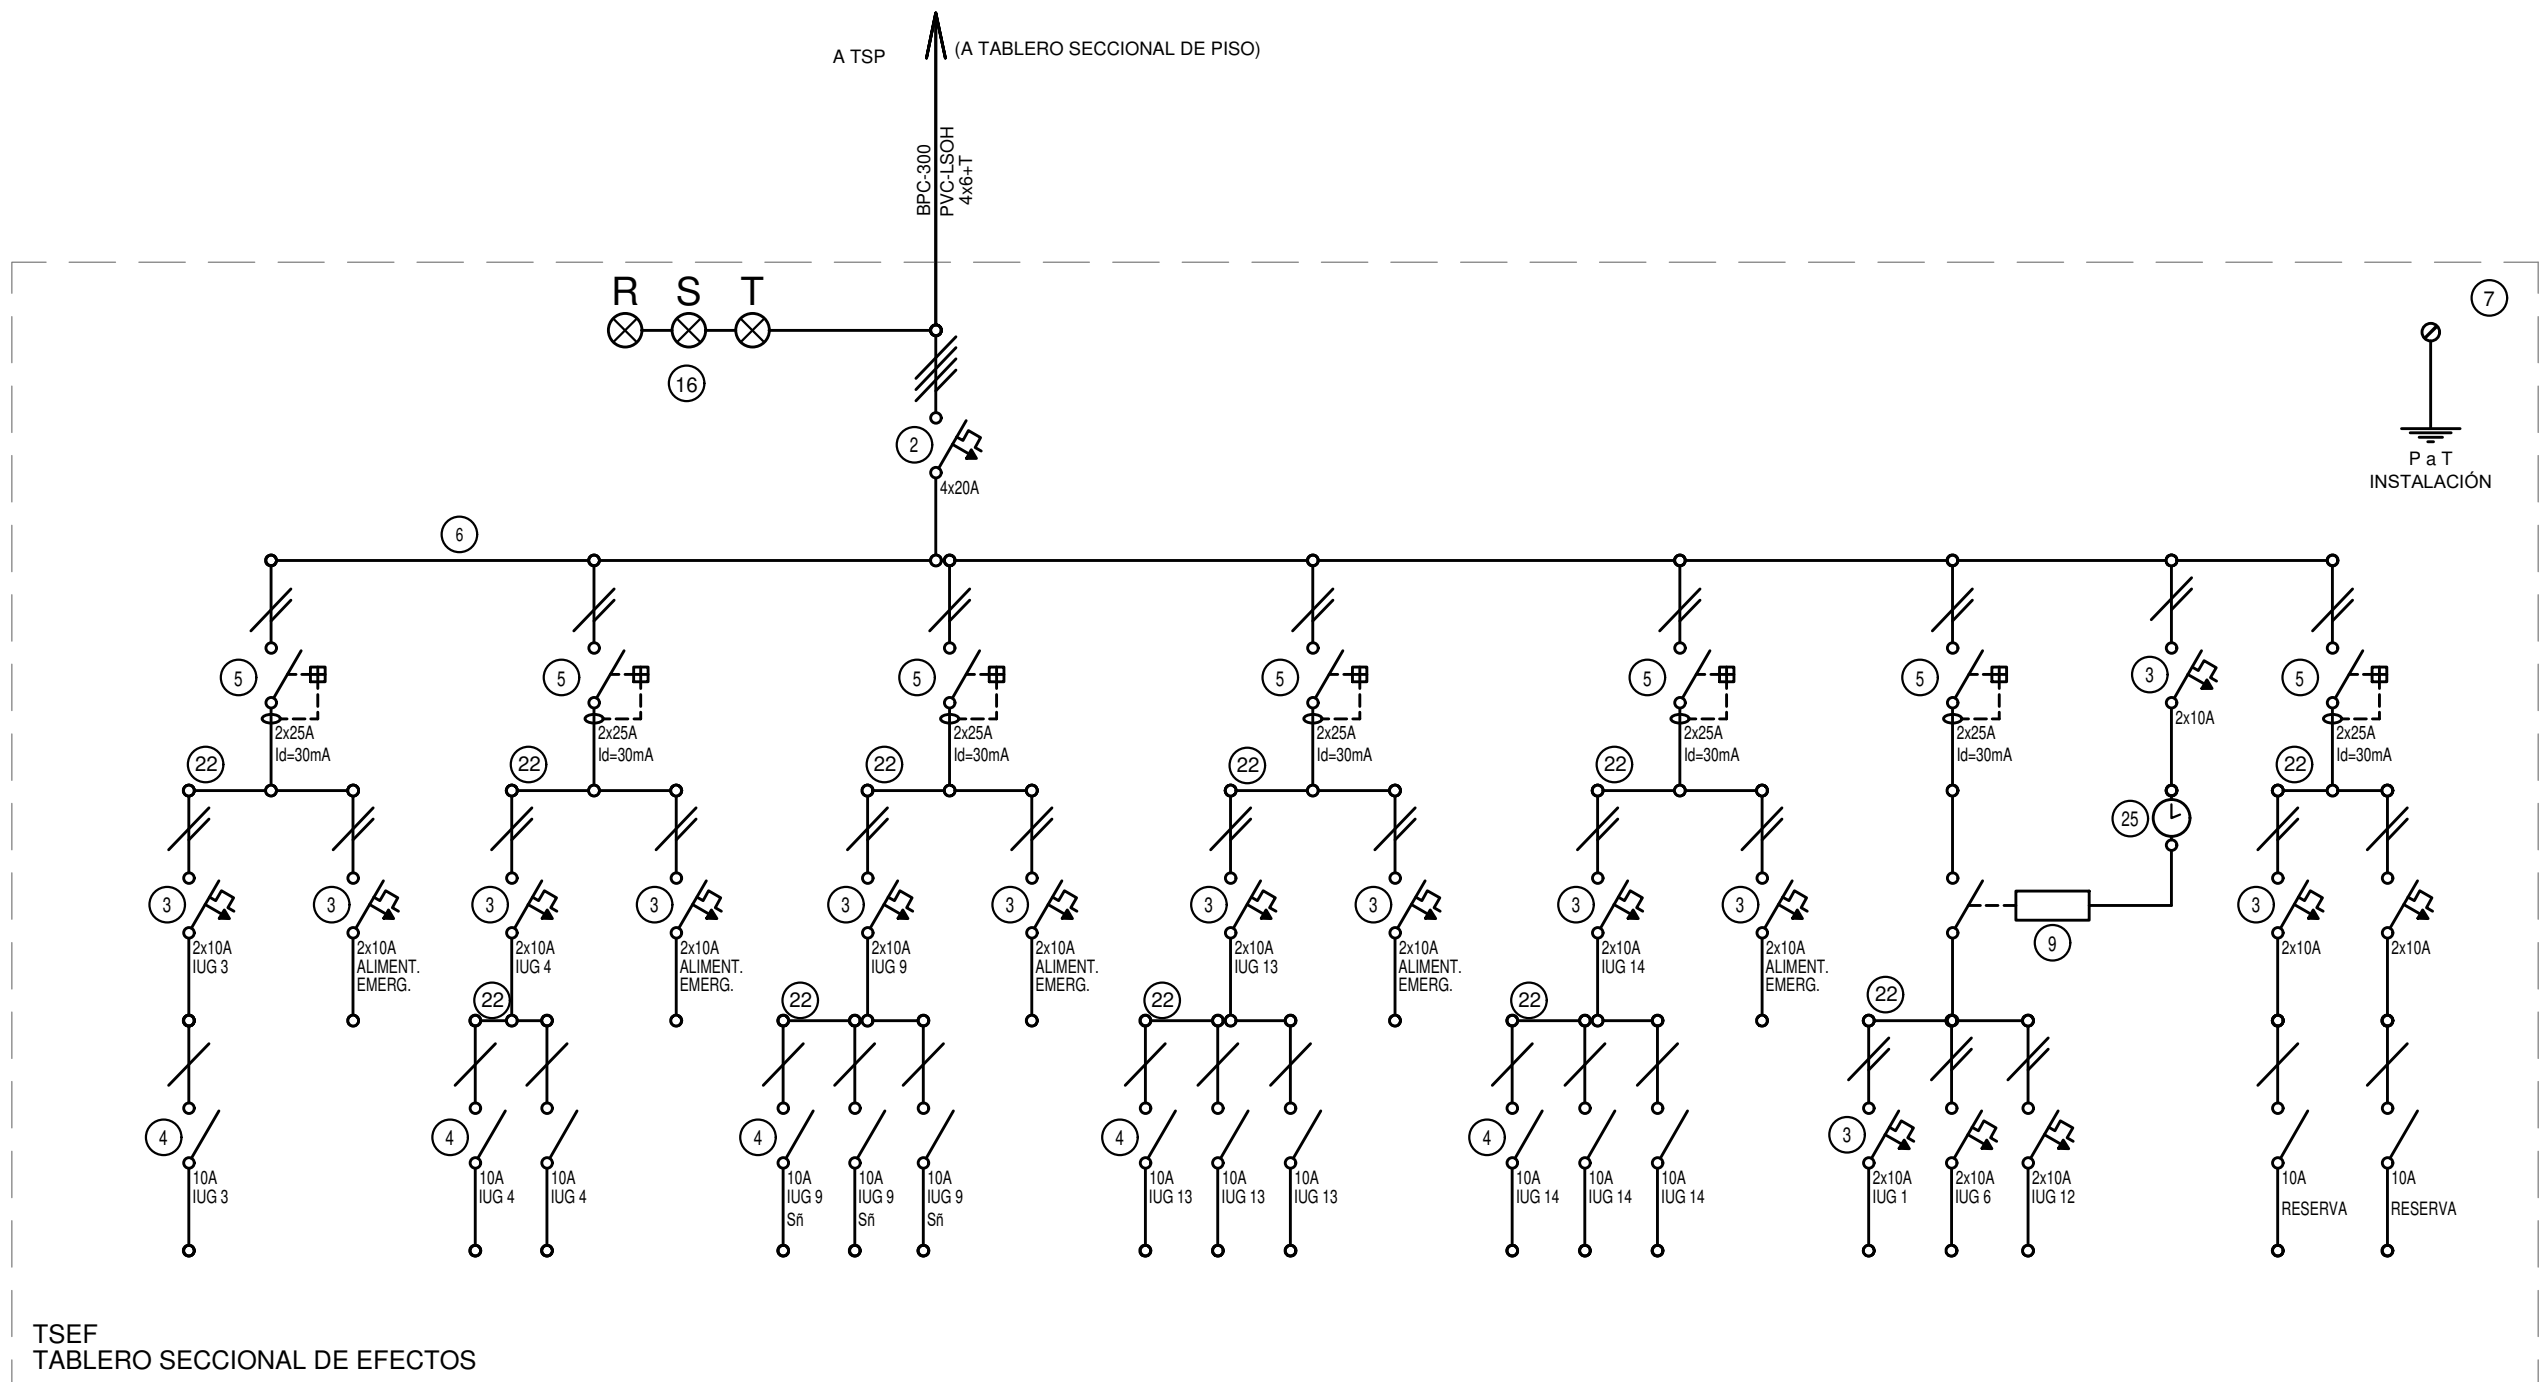 A TSP
(A TABLERO SECCIONAL DE PISO)
BPC-300
PVC-LSOH
4x6+T
R S T
16
7
P a T
INSTALACIÓN
2
4x20A
6
5 5 5 5 5 5 3 5
2x25A 2x25A 2x25A 2x25A 2x25A 2x25A 2x10A 2x25A
Id=30mA Id=30mA Id=30mA Id=30mA Id=30mA Id=30mA Id=30mA
22 22 22 22 22 22
25
3 3 3 3 3 3 3 3 3 3 3
9
2x10A 2x10A 2x10A 2x10A 2x10A 2x10A 2x10A 2x10A 2x10A 2x10A 2x10A 2x10A
IUG 3 ALIMENT. IUG 4 ALIMENT. IUG 9 ALIMENT. IUG 13 ALIMENT. IUG 14 ALIMENT.
EMERG. EMERG. EMERG. EMERG. EMERG.
22 22 22 22 22
4 4 4 4 4 3
10A 10A 10A 10A 10A 10A 10A 10A 10A 10A 10A 10A 2x10A 2x10A 2x10A 10A 10A
IUG 3 IUG 4 IUG 4 IUG 9 IUG 9 IUG 9 IUG 13 IUG 13 IUG 13 IUG 14 IUG 14 IUG 14 IUG 1 IUG 6 IUG 12
RESERVA RESERVA
Sñ Sñ Sñ
TSEF
TABLERO SECCIONAL DE EFECTOS